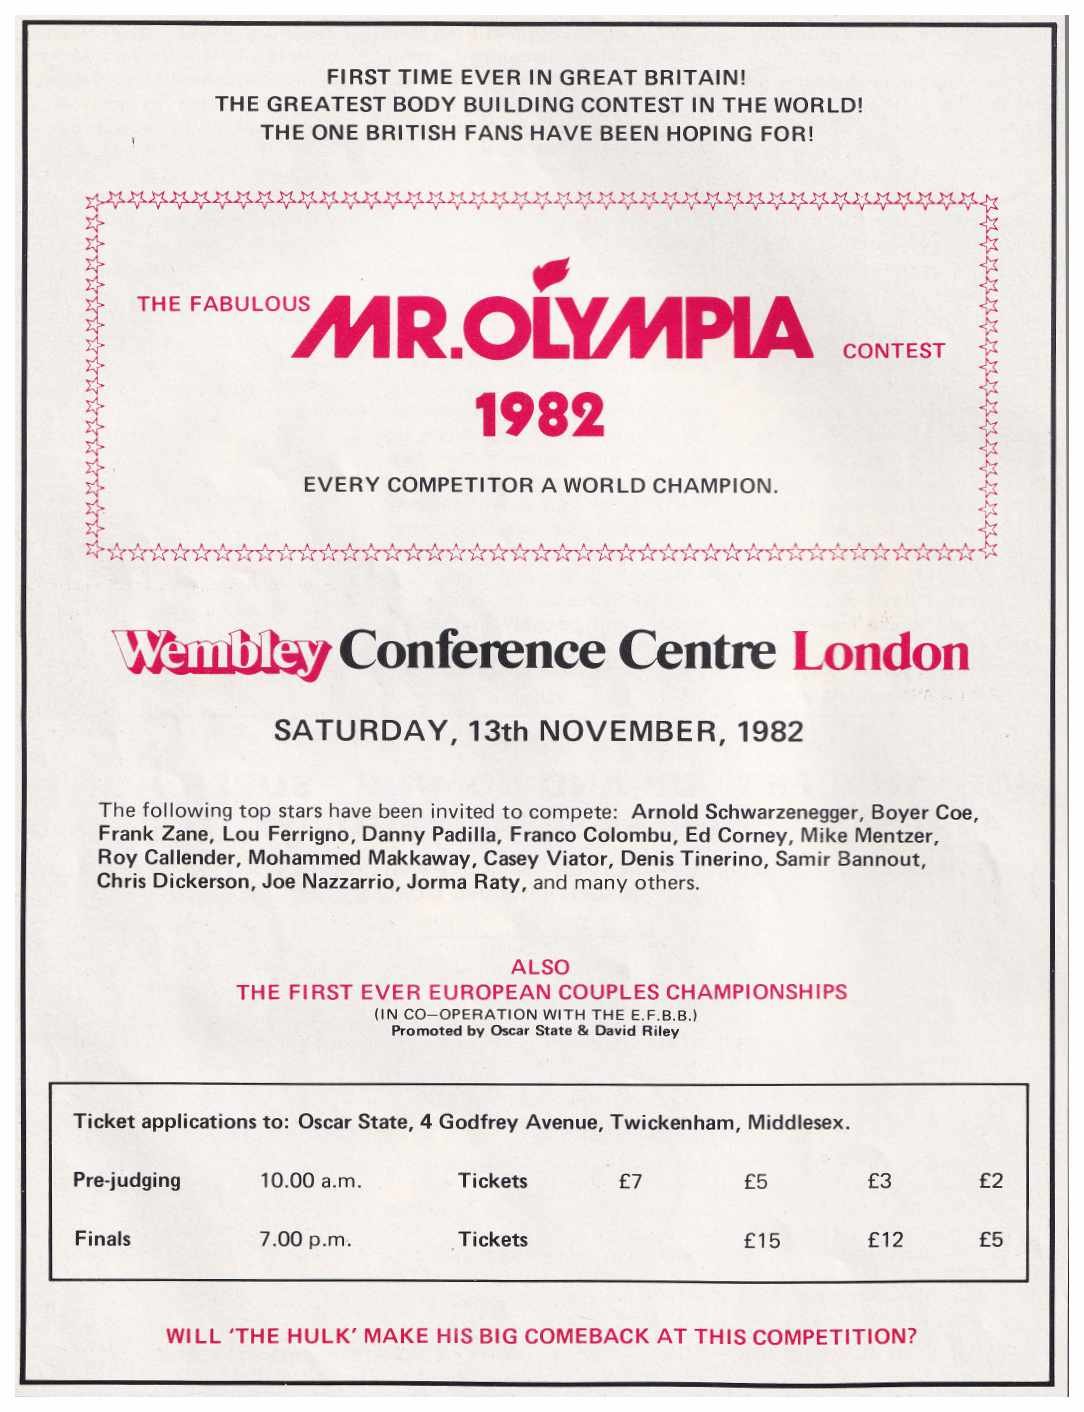 FIRST TIME EVER IN GREAT BRITAIN!
THE GREATEST BODY BUILDING CONTEST IN THE WORLD!
THE ONE BRITISH FANS HAVE BEEN HOPING FOR!
THE FABULOUS MR.OLYMPIA CONTEST
1982
EVERY COMPETITOR A WORLD CHAMPION.
Wembley Conference Centre London
SATURDAY, 13th NOVEMBER, 1982
The following top stars have been invited to compete: Arnold Schwarzenegger, Boyer Coe,
Frank Zane, Lou Ferrigno, Danny Padilla, Franco Colombu, Ed Corney, Mike Mentzer,
Roy Callender, Mohammed Makkaway, Casey Viator, Denis Tinerino, Samir Bannout,
Chris Dickerson, Joe Nazzarrio, Jorma Raty, and many others.
ALSO
THE FIRST EVER EUROPEAN COUPLES CHAMPIONSHIPS
(IN CO—OPERATION WITH THE E.F.B.B.)
Promoted by Oscar State & David Riley
Ticket applications to: Oscar State, 4 Godfrey Avenue, Twickenham, Middlesex.
Pre-judging 10.00 a.m. Tickets £7 £5 £3 £2
Finals 7.00 p.m. Tickets £15 £12 £5
WILL ‘THE HULK’ MAKE HIS BIG COMEBACK AT THIS COMPETITION?